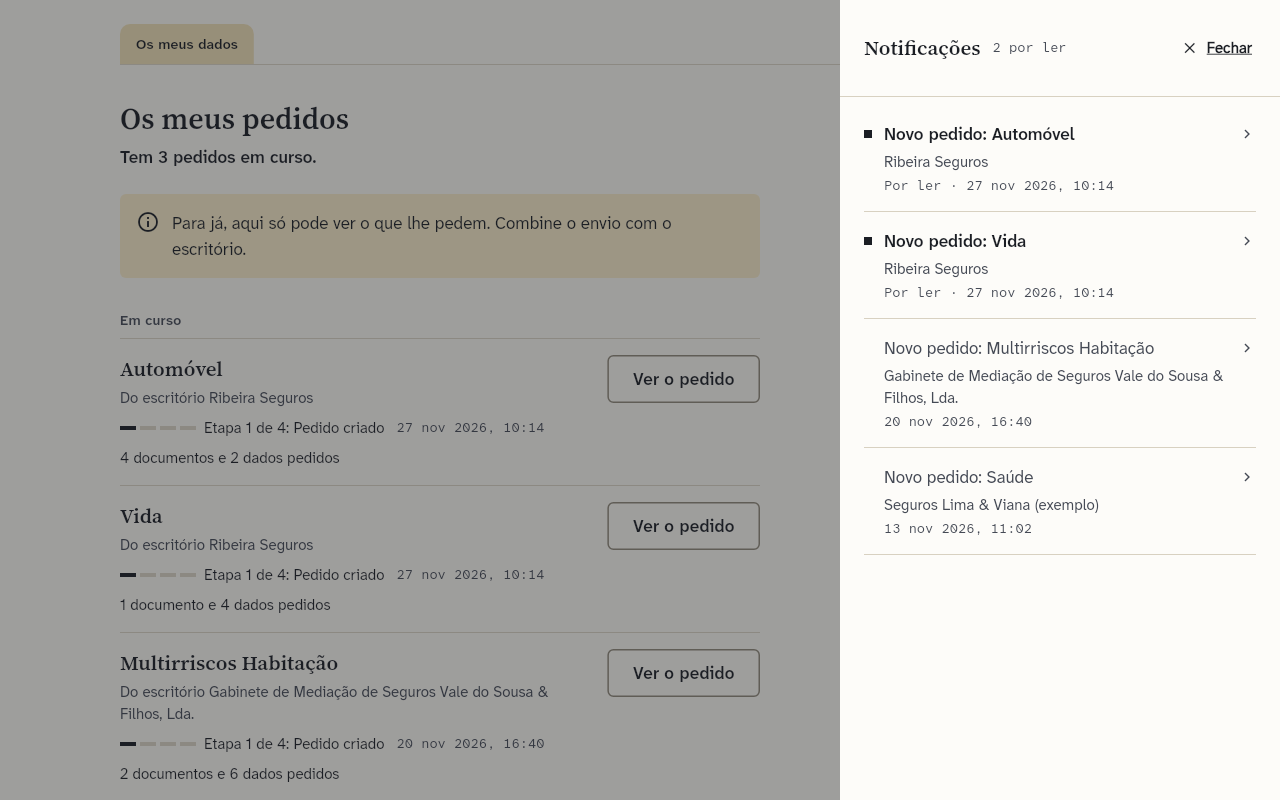 Os meus dados
Os meus pedidos
Tem 3 pedidos em curso.
Para já, aqui só pode ver o que lhe pedem. Combine o envio com o
escritório.
Em curso
Automóvel
Ver o pedido
Do escritório Ribeira Seguros
Etapa 1 de 4: Pedido criado 27 nov 2026, 10:14
4 documentos e 2 dados pedidos
Vida
Ver o pedido
Do escritório Ribeira Seguros
Etapa 1 de 4: Pedido criado 27 nov 2026, 10:14
1 documento e 4 dados pedidos
Multirriscos Habitação
Ver o pedido
Do escritório Gabinete de Mediação de Seguros Vale do Sousa &
Filhos, Lda.
Etapa 1 de 4: Pedido criado 20 nov 2026, 16:40
2 documentos e 6 dados pedidos
Notificações 2 por ler
Fechar
Novo pedido: Automóvel
Ribeira Seguros
Por ler · 27 nov 2026, 10:14
Novo pedido: Vida
Ribeira Seguros
Por ler · 27 nov 2026, 10:14
Novo pedido: Multirriscos Habitação
Gabinete de Mediação de Seguros Vale do Sousa &
Filhos, Lda.
20 nov 2026, 16:40
Novo pedido: Saúde
Seguros Lima & Viana (exemplo)
13 nov 2026, 11:02